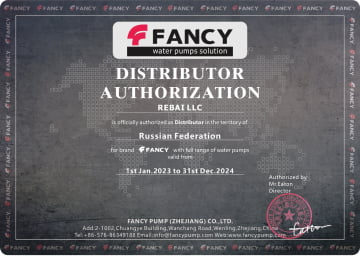 FANCY
water pumps solution
DISTRIBUTOR
AUTHORIZATION
REBAI LLC
is officially authorized as Distributor in the territory of
Russian Federation
for brand FANCY with full range of water pumps
valid from
1st Jan.2023 to 31st Dec.2024
Authorized by
Mr.Eaton
Director
FANCY PUMP (ZHEJIANG) CO.,LTD.
Add:2-1002,Chuangye Building,Wanchang Road,Wenling,Zhejiang,China
Tel:+86-576-86349188 Email:info@fancypump.com Web:www.fancypump.com